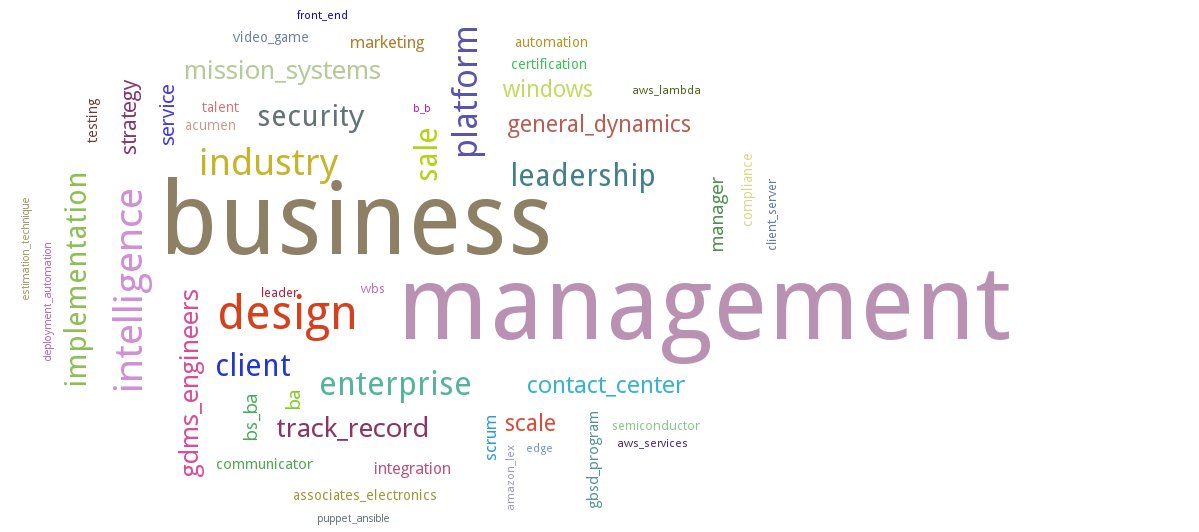 front_end
video_game
marketing
automation
mission_systems
certification
platform
windows
aws_lambda
strategy
service
testing
talent
acumen
security
b_b
sale
general_dynamics
industry
leadership
compliance
manager
client_server
implementation
intelligence
business
estimation_technique
deployment_automation
management
leader
wbs
design
gdms_engineers
client
enterprise
contact_center
bs_ba
ba
track_record
scrum
scale
gbsd_program
semiconductor
aws_services
edge
amazon_lex
communicator
integration
associates_electronics
puppet_ansible